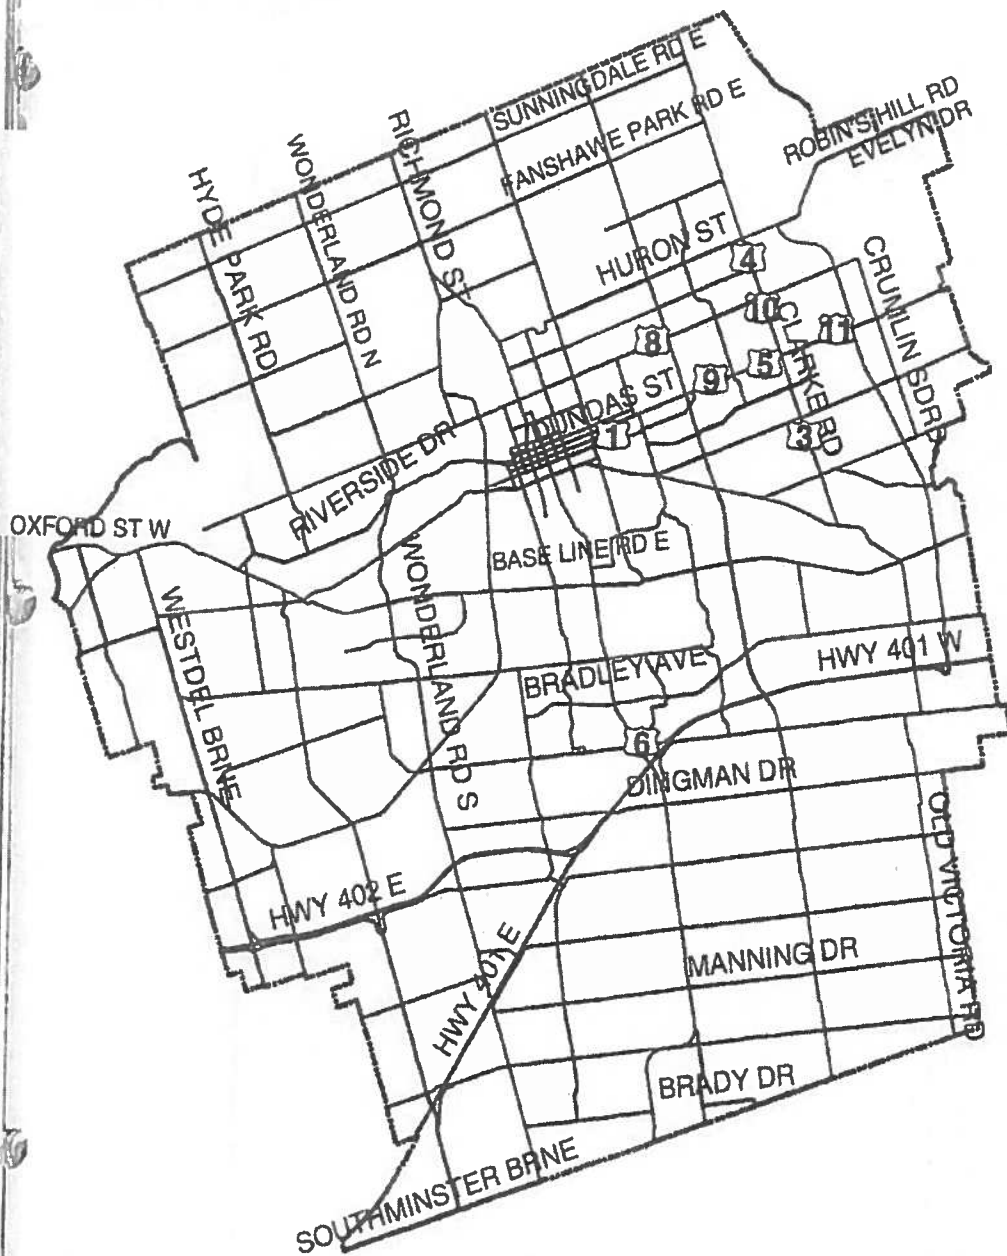 SUNNINGDALE RD E
FANSHAWE PARK RD E
ROBIN'S HILL RD
EVELYN DR
RICHMOND ST
WONDERLAND RD N
HYDE PARK RD
HURON ST
4
CRUMLIN SDRD
10
CLARKE RD
11
8
5
9
DUNDAS ST
1
3
RIVERSIDE DR
OXFORD ST W
BASE LINE RD E
WONDERLAND RD S
WESTDEL BRNE
HWY 401 W
BRADLEY AVE
6
DINGMAN DR
OLD VICTORIA RD
HWY 402 E
HWY 401 E
MANNING DR
BRADY DR
SOUTHMINSTER BRNE